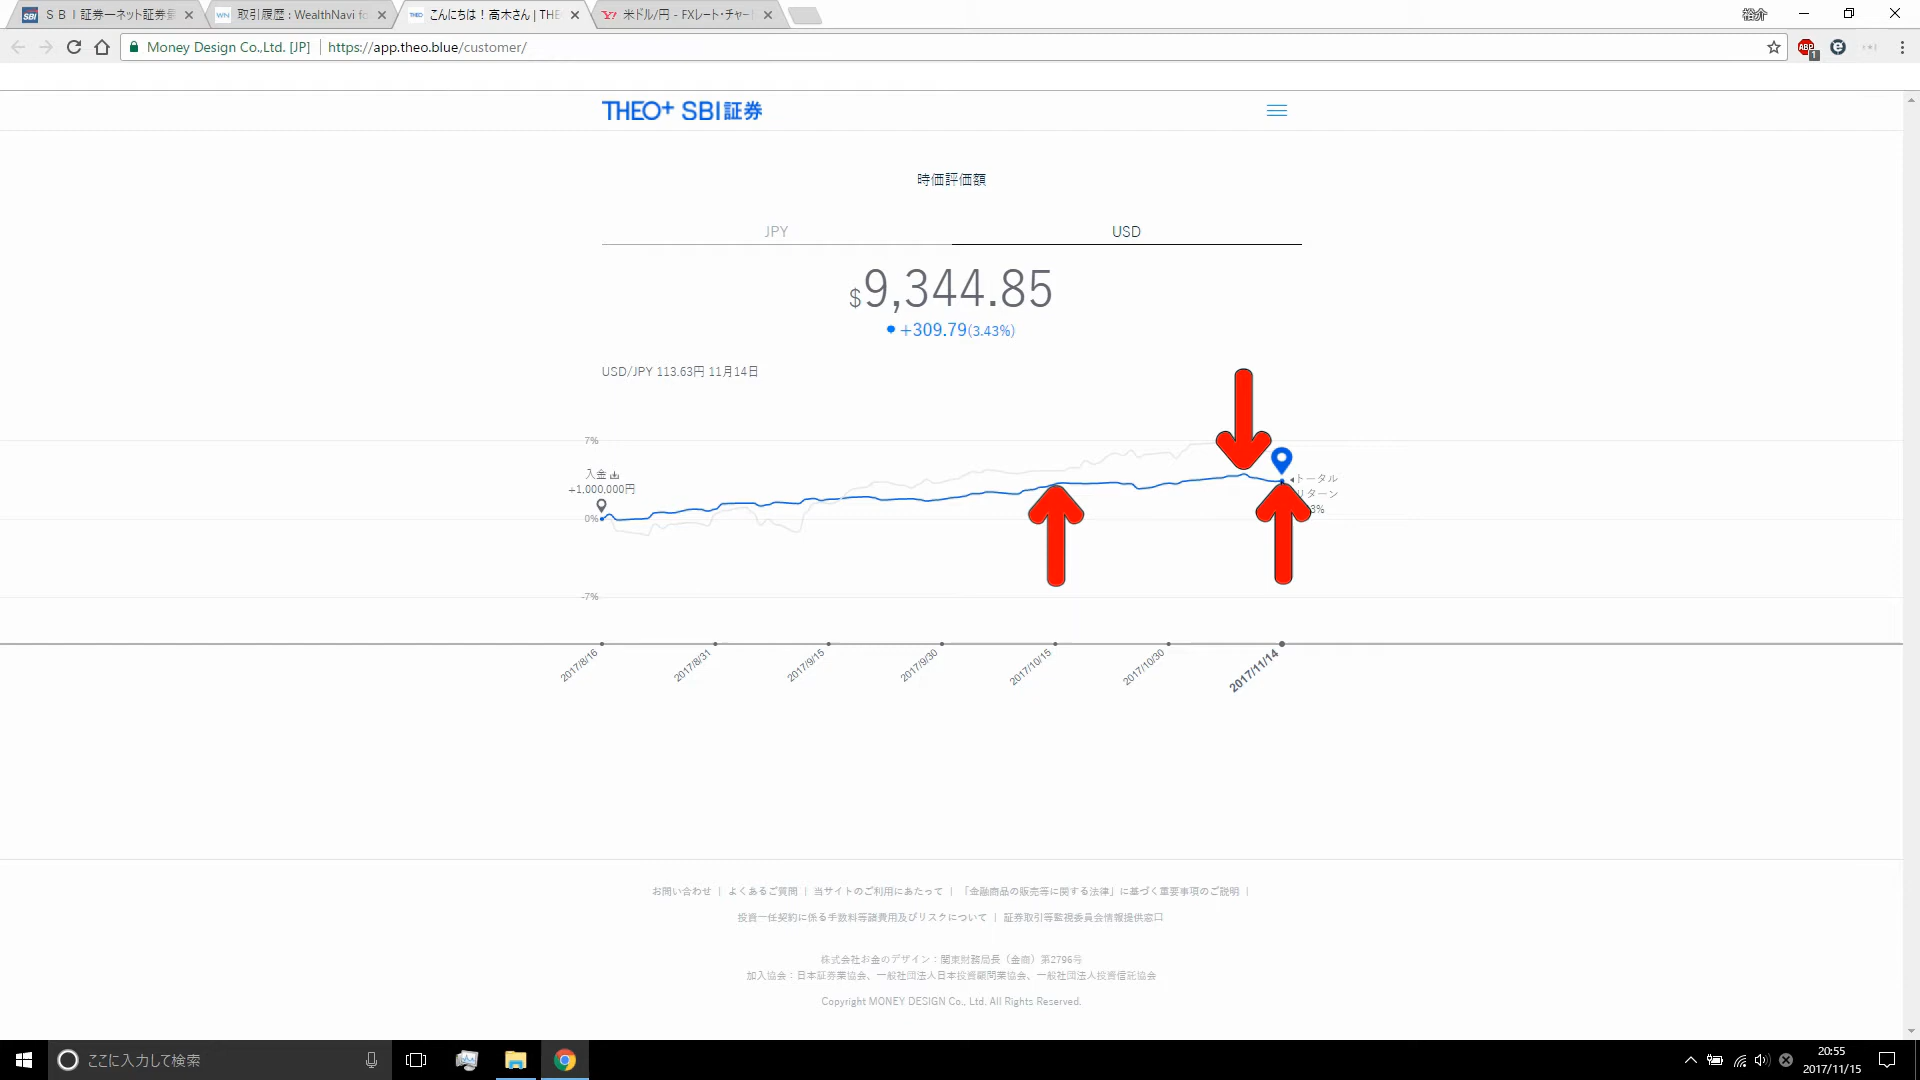 ＳＢＩ証券ーネット証券最
取引履歴 : WealthNavi fo
こんにちは！高木さん | THE
米ドル/円 - FXレート・チャー
裕介
Money Design Co.,Ltd. [JP]
https://app.theo.blue/customer/
THEO+ SBI証券
時価評価額
JPY
USD
$9,344.85
+309.79(3.43%)
USD/JPY 113.63円 11月14日
7%
入金
+1,000,000円
0%
-7%
トータル
リターン
3%
2017/8/16
2017/8/31
2017/9/15
2017/9/30
2017/10/15
2017/10/30
2017/11/14
お問い合わせ | よくあるご質問 | 当サイトのご利用にあたって | 「金融商品の販売等に関する法律」に基づく重要事項のご説明 |
投資一任契約に係る手数料等諸費用及びリスクについて | 証券取引等監視委員会情報提供窓口
株式会社お金のデザイン：関東財務局長（金商）第2796号
加入協会：日本証券業協会、一般社団法人日本投資顧問業協会、一般社団法人投資信託協会
Copyright MONEY DESIGN Co., Ltd. All Rights Reserved.
ここに入力して検索
20:55
2017/11/15